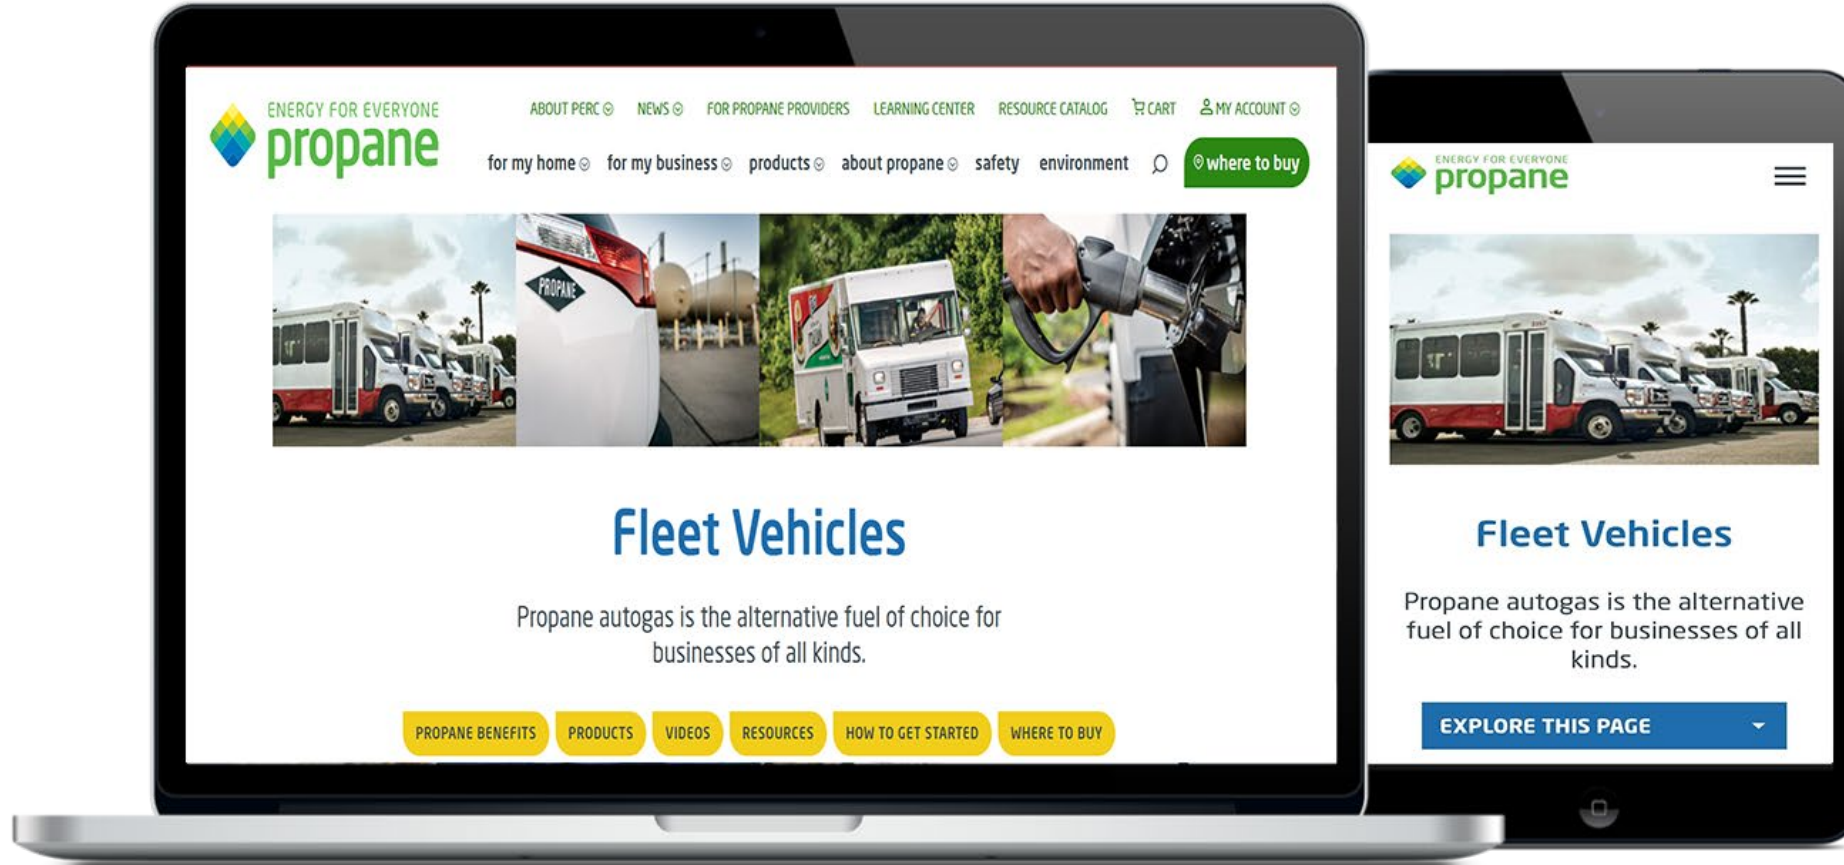 ENERGY FOR EVERYONE
propane
ABOUT PERC NEWS FOR PROPANE PROVIDERS LEARNING CENTER RESOURCE CATALOG CART MY ACCOUNT
for my home for my business products about propane safety environment where to buy
PROPANE
Fleet Vehicles
Propane autogas is the alternative fuel of choice for
businesses of all kinds.
PROPANE BENEFITS PRODUCTS VIDEOS RESOURCES HOW TO GET STARTED WHERE TO BUY
ENERGY FOR EVERYONE
propane
Fleet Vehicles
Propane autogas is the alternative
fuel of choice for businesses of all
kinds.
EXPLORE THIS PAGE